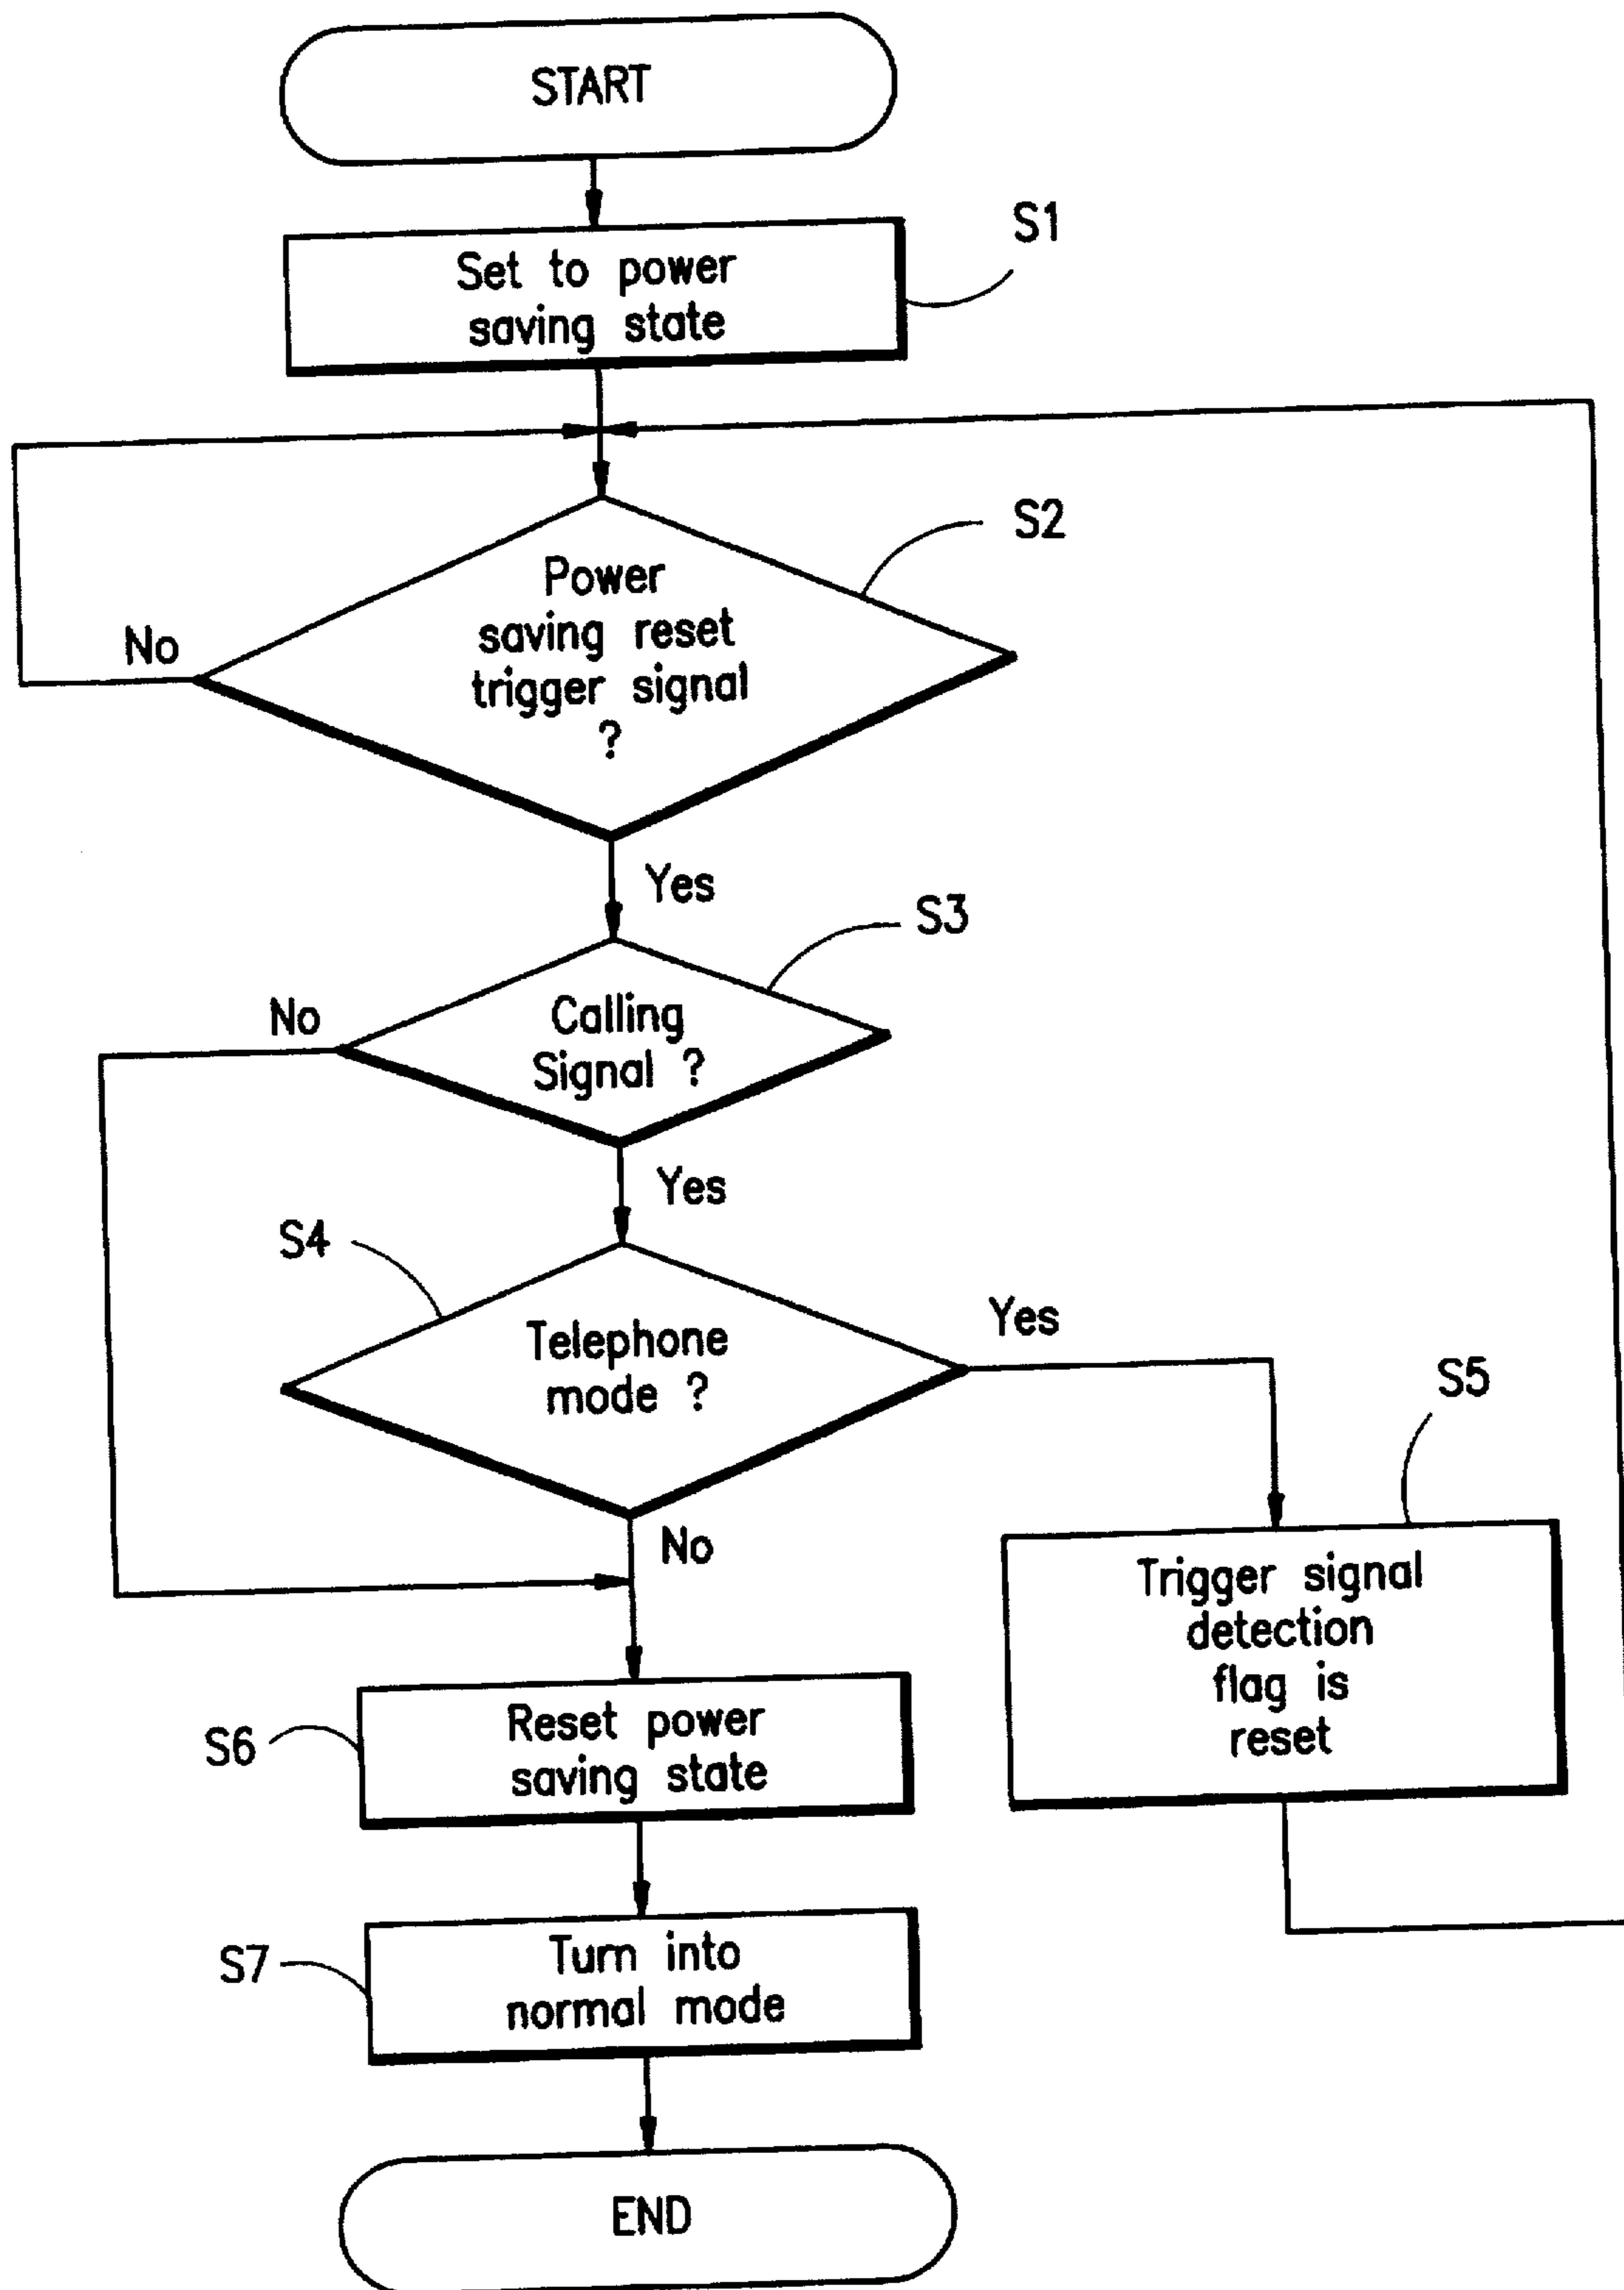 START
S1
Set to power
saving state
S2
Power
saving reset
trigger signal
?
No
Yes
S3
No
Calling
Signal ?
Yes
S4
Telephone
mode ?
Yes
No
S5
Trigger signal
detection
flag is
reset
S6
Reset power
saving state
S7
Turn into
normal mode
END